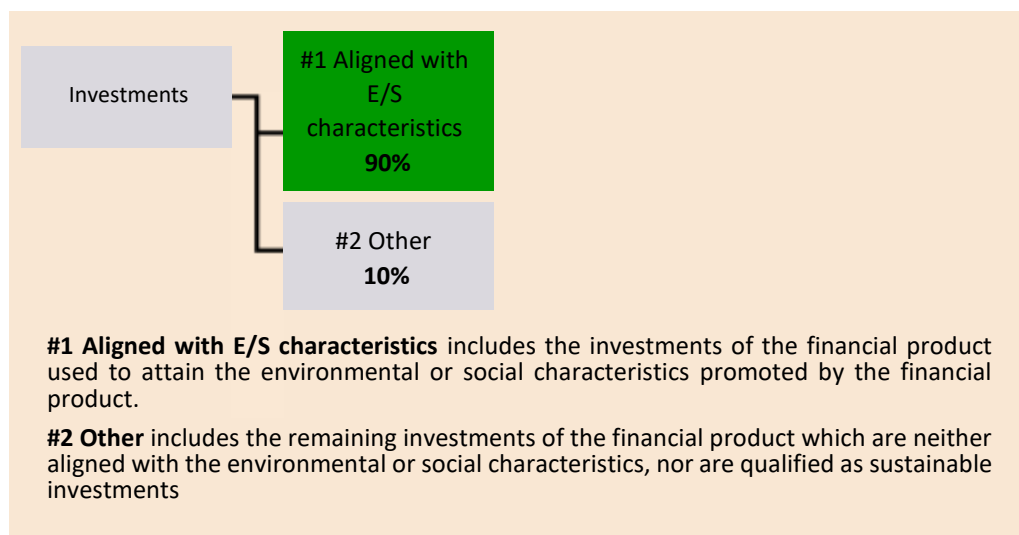 Investments
#1 Aligned with
E/S
characteristics
90%
#2 Other
10%
#1 Aligned with E/S characteristics includes the investments of the financial product
used to attain the environmental or social characteristics promoted by the financial
product.
#2 Other includes the remaining investments of the financial product which are neither
aligned with the environmental or social characteristics, nor are qualified as sustainable
investments